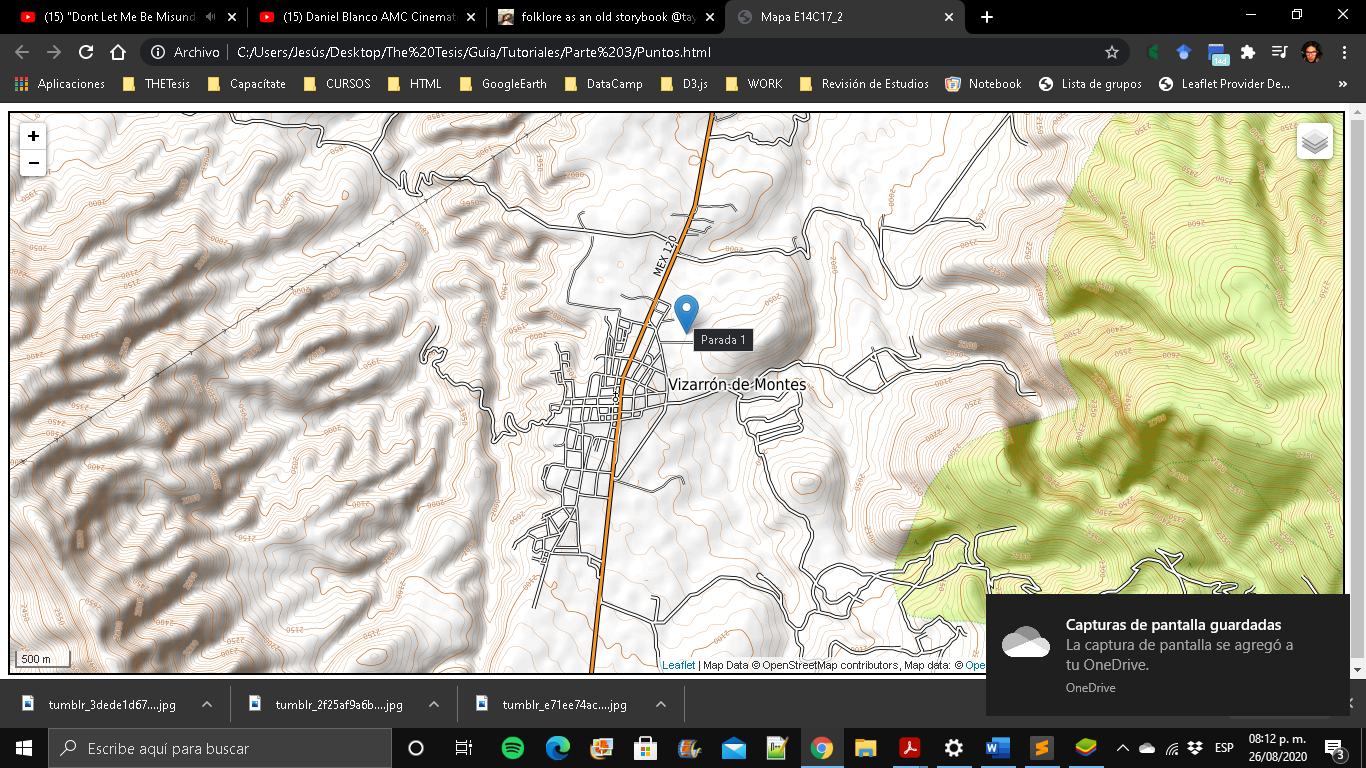 (15) "Dont Let Me Be Misund
(15) Daniel Blanco AMC Cinemat
folklore as an old storybook @tay
Mapa E14C17_2
Archivo
C:/Users/Jesús/Desktop/The%20Tesis/Guía/Tutoriales/Parte%203/Puntos.html
Aplicaciones THETesis Capacítate CURSOS HTML GoogleEarth DataCamp D3.js WORK Revisión de Estudios Notebook Lista de grupos Leaflet Provider De... »
+
−
MEX 120
Parada 1
Vizarrón de Montes
500 m
Leaflet | Map Data © OpenStreetMap contributors, Map data: © Ope
Capturas de pantalla guardadas
La captura de pantalla se agregó a
tu OneDrive.
OneDrive
tumblr_3dede1d67....jpg
tumblr_2f25af9a6b....jpg
tumblr_e71ee74ac....jpg
Escribe aquí para buscar
ESP
08:12 p. m.
26/08/2020
3